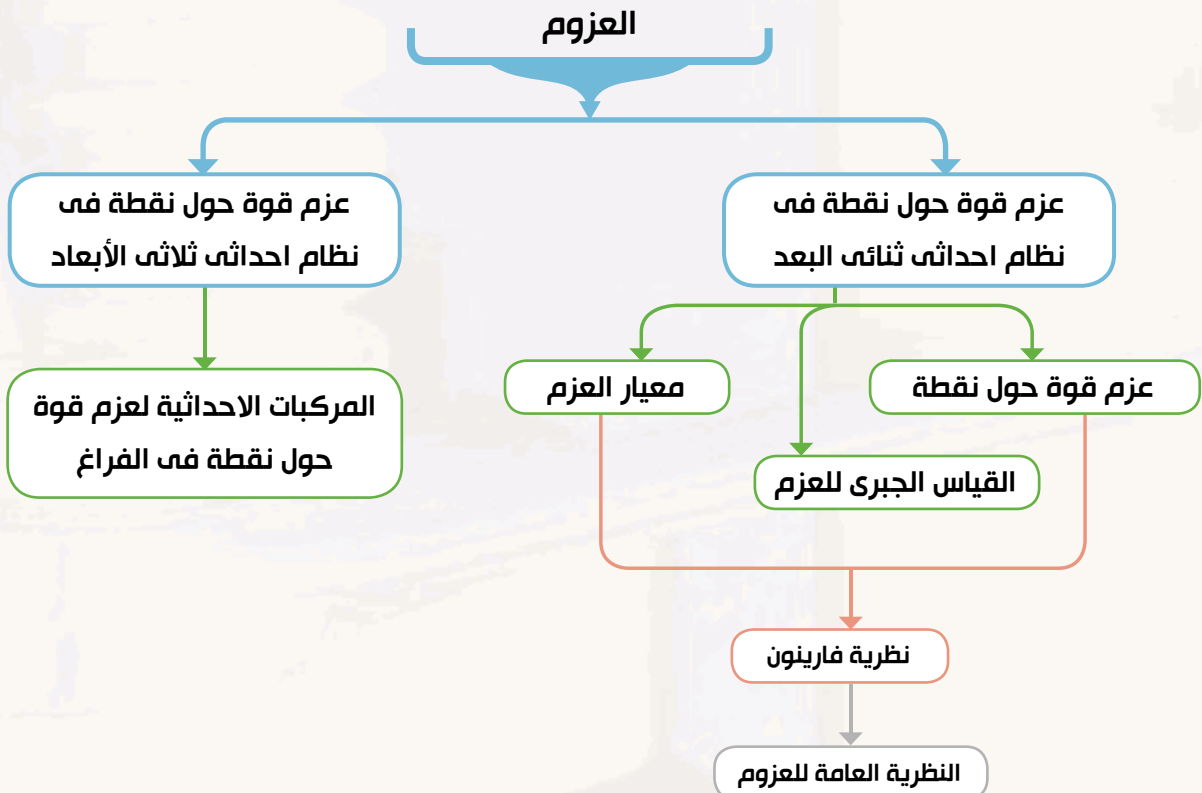 العزوم
عزم قوة حول نقطة فى
نظام احداثى ثنائى البعد
عزم قوة حول نقطة فى
نظام احداثى ثلاثى الأبعاد
عزم قوة حول نقطة
معيار العزم
القياس الجبرى للعزم
المركبات الاحداثية لعزم قوة
حول نقطة فى الفراغ
نظرية فارينون
النظرية العامة للعزوم